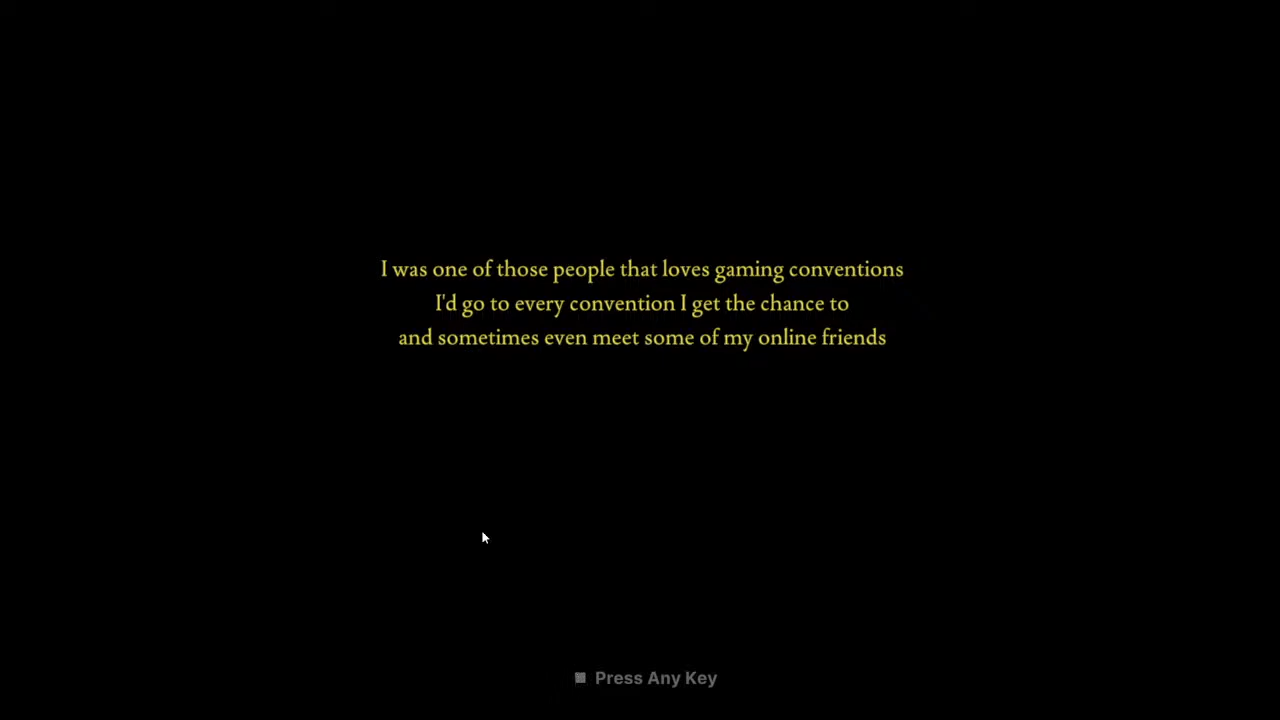 I was one of those people that loves gaming conventions
I'd go to every convention I get the chance to
and sometimes even meet some of my online friends
Press Any Key